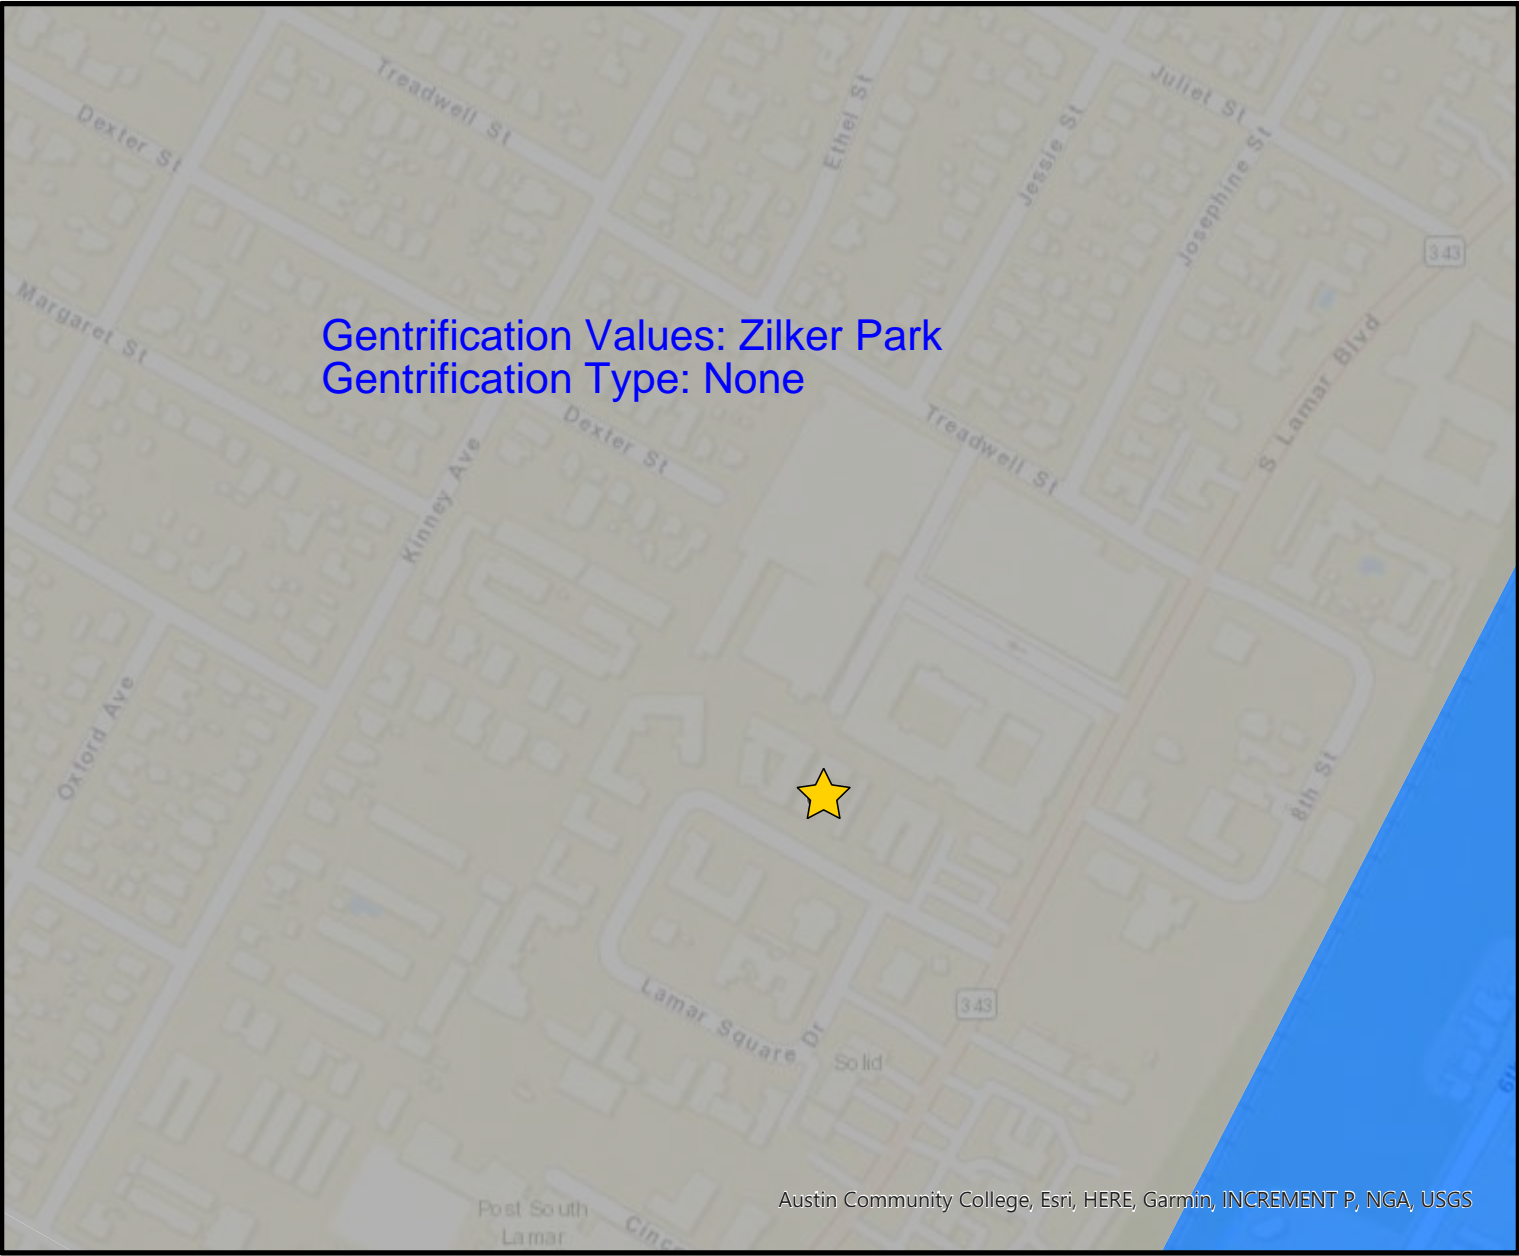 Treadwell St
Juliet St
Dexter St
Ethel St
Jessie St
Josephine St
343
Margaret St
Gentrification Values: Zilker Park
Gentrification Type: None
S Lamar Blvd
Dexter St
Treadwell St
Kinney Ave
Oxford Ave
8th St
Lamar Square Dr
343
Solid
Post South
Lamar
Austin Community College, Esri, HERE, Garmin, INCREMENT P, NGA, USGS